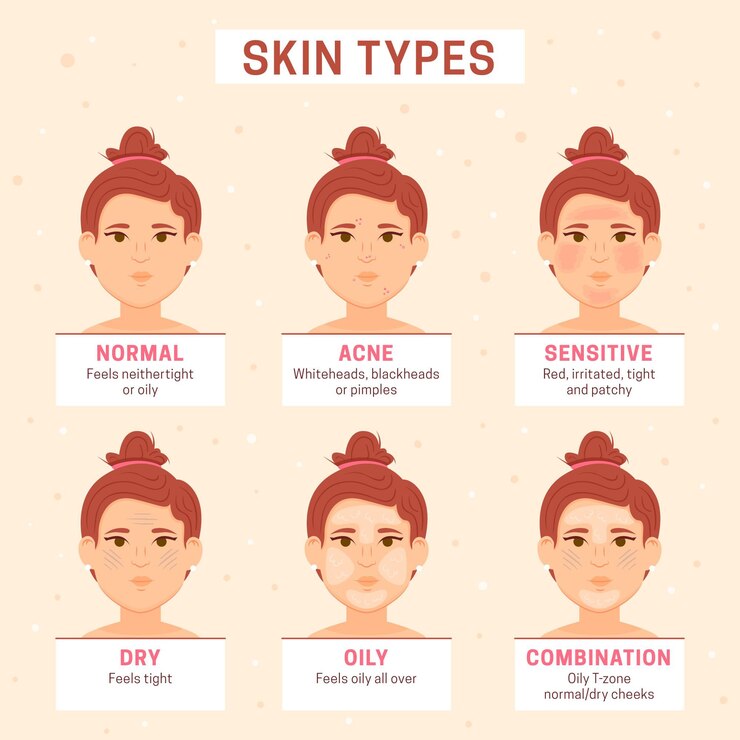 SKIN TYPES
NORMAL
Feels neithertight
or oily
ACNE
Whiteheads, blackheads
or pimples
SENSITIVE
Red, irritated, tight
and patchy
DRY
Feels tight
OILY
Feels oily all over
COMBINATION
Oily T-zone
normal/dry cheeks